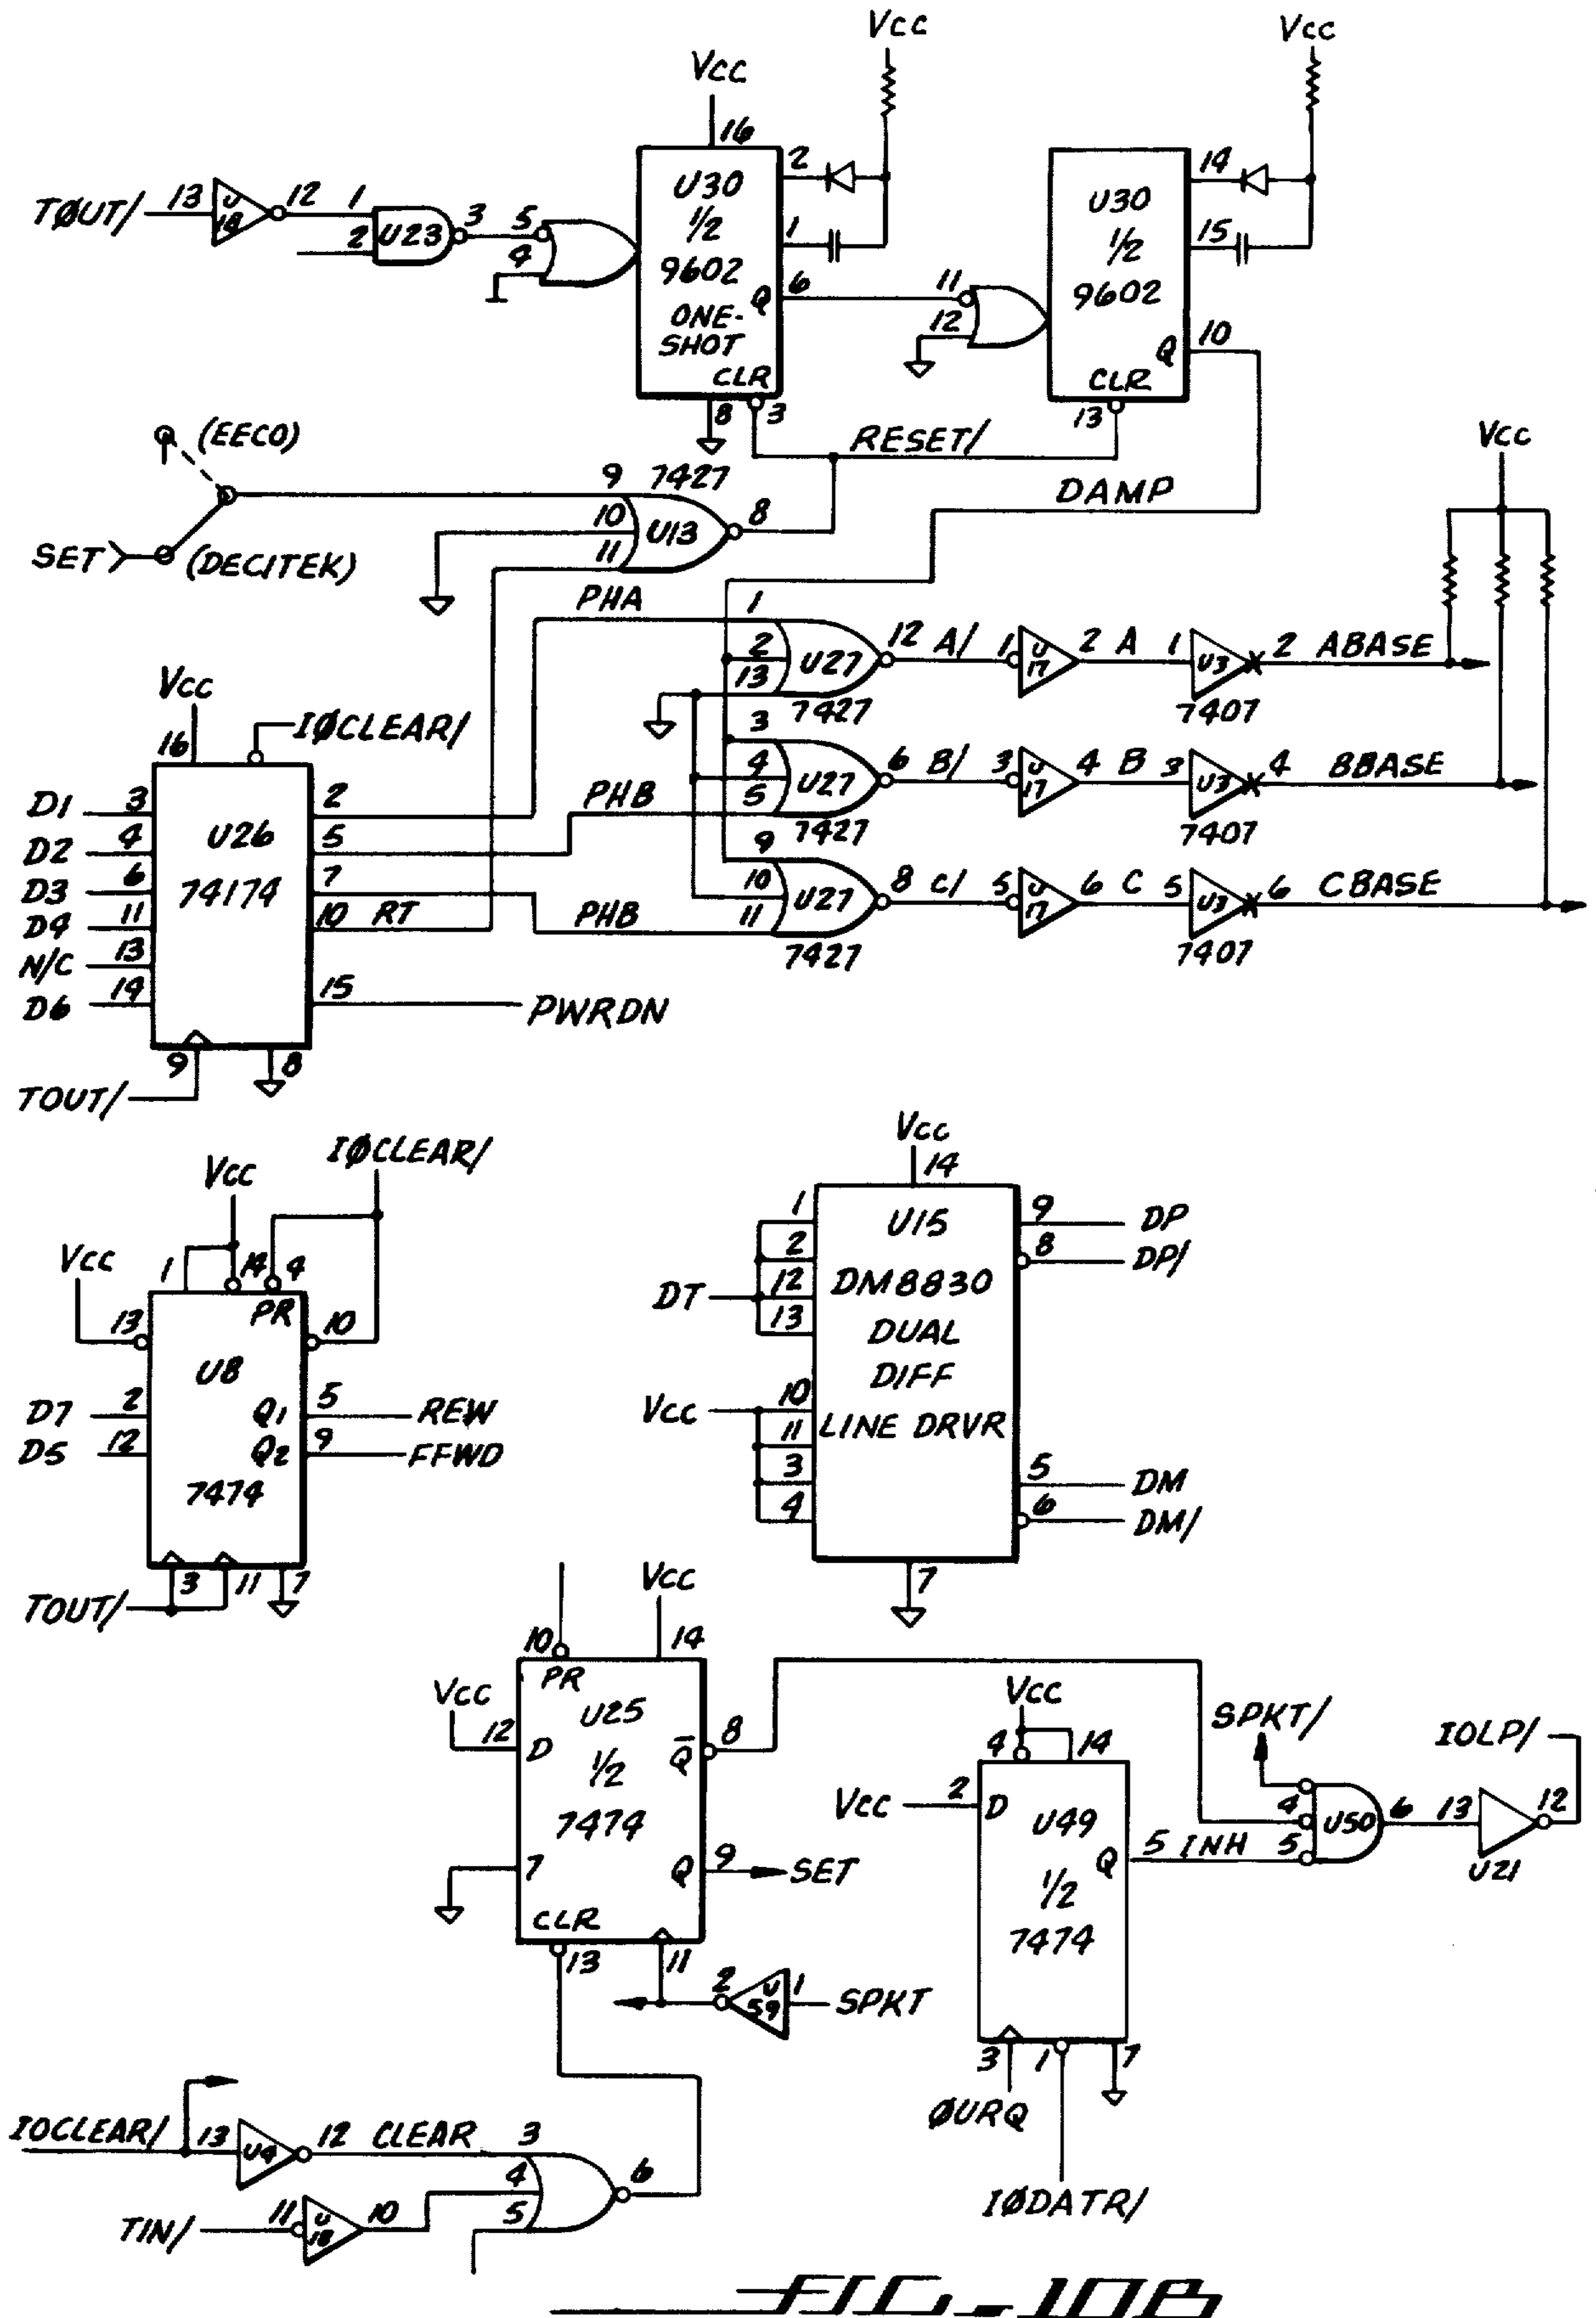 Vcc
Vcc
Vcc
16
TØUT/ 13 U 18 12 1 2 U23 3 5 4
2 U30 1/2 9602 ONE-SHOT 1 Q 6 CLR 8 3
11 12 U30 1/2 9602 14 15 Q 10 CLR 13
(EECO)
SET (DECITEK)
9 7427
10 U13 8
11
RESET/
DAMP
Vcc
PHA 1 2 13 U27 12 A/ 1 U 17 2 A 1 U3 2 ABASE
7427 7407
Vcc
16 IØCLEAR/
3 4 5 U27 6 B/ 3 U 17 4 B 3 U3 4 BBASE
PHB
7427 7407
D1 3 2
D2 4 U26 5
D3 6 74174 7
D4 11 10 RT
N/C 13
D6 14 15 PWRDN
9 8
TOUT/
PHB 9 10 11 U27 8 C/ 5 U 17 6 C 5 U3 6 CBASE
7427 7407
Vcc IØCLEAR/
Vcc 1 14 4
PR
13 10
U8
D7 2 Q1 5 REW
D5 12 Q2 9 FFWD
7474
3 11 7
TOUT/
Vcc
14
1 U15 9 DP
2 8 DP/
DT 12 DM8830
13 DUAL
DIFF
Vcc 10
11 LINE DRVR
3 5 DM
4 6 DM/
7
Vcc
10 14
PR
Vcc 12 D U25 Q̅ 8
1/2
7474
7 Q 9 SET
CLR
13 11
2 U 59 1 SPKT
Vcc
4 14
Vcc 2 D U49
Q 5 INH
1/2
7474
3 1 7
ØURQ
IØDATR/
SPKT/
4 U50 6 13 12 IOLP/
5 U21
IOCLEAR/ 13 U4 12 CLEAR 3
4 6
5
TIN/ 11 U 18 10
FIG-10B